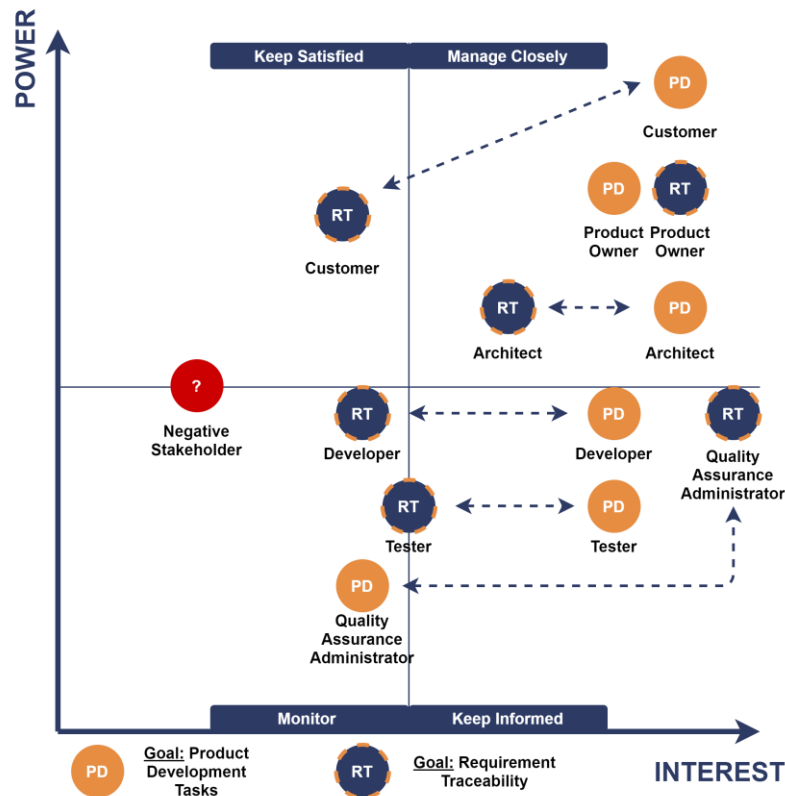 POWER
Keep Satisfied
Manage Closely
PD
Customer
RT
Customer
PD
Product
Owner
RT
Product
Owner
RT
Architect
PD
Architect
?
Negative
Stakeholder
RT
Developer
PD
Developer
RT
Quality
Assurance
Administrator
RT
Tester
PD
Tester
PD
Quality
Assurance
Administrator
Monitor
Keep Informed
INTEREST
PD
Goal: Product
Development
Tasks
RT
Goal: Requirement
Traceability